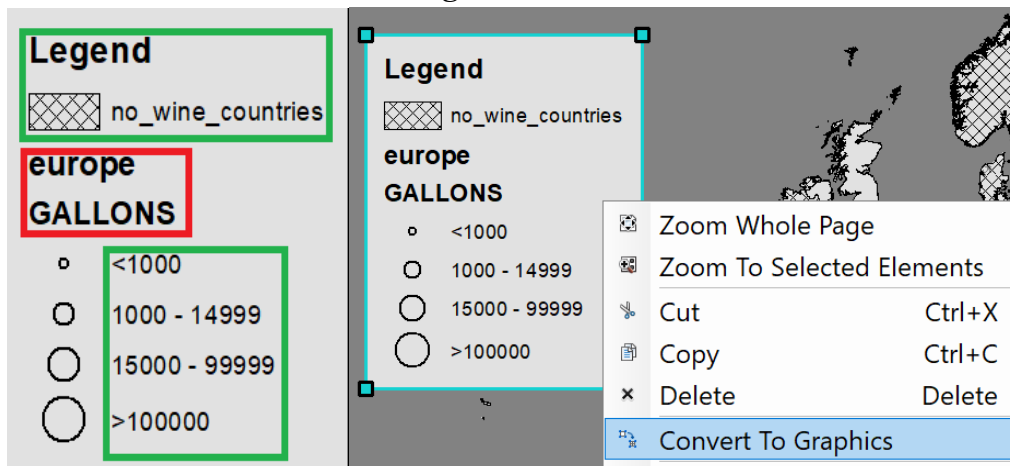 Legend
no_wine_countries
europe
GALLONS
<1000
1000 - 14999
15000 - 99999
>100000
Legend
no_wine_countries
europe
GALLONS
<1000
1000 - 14999
15000 - 99999
>100000
Zoom Whole Page
Zoom To Selected Elements
Cut Ctrl+X
Copy Ctrl+C
Delete Delete
Convert To Graphics